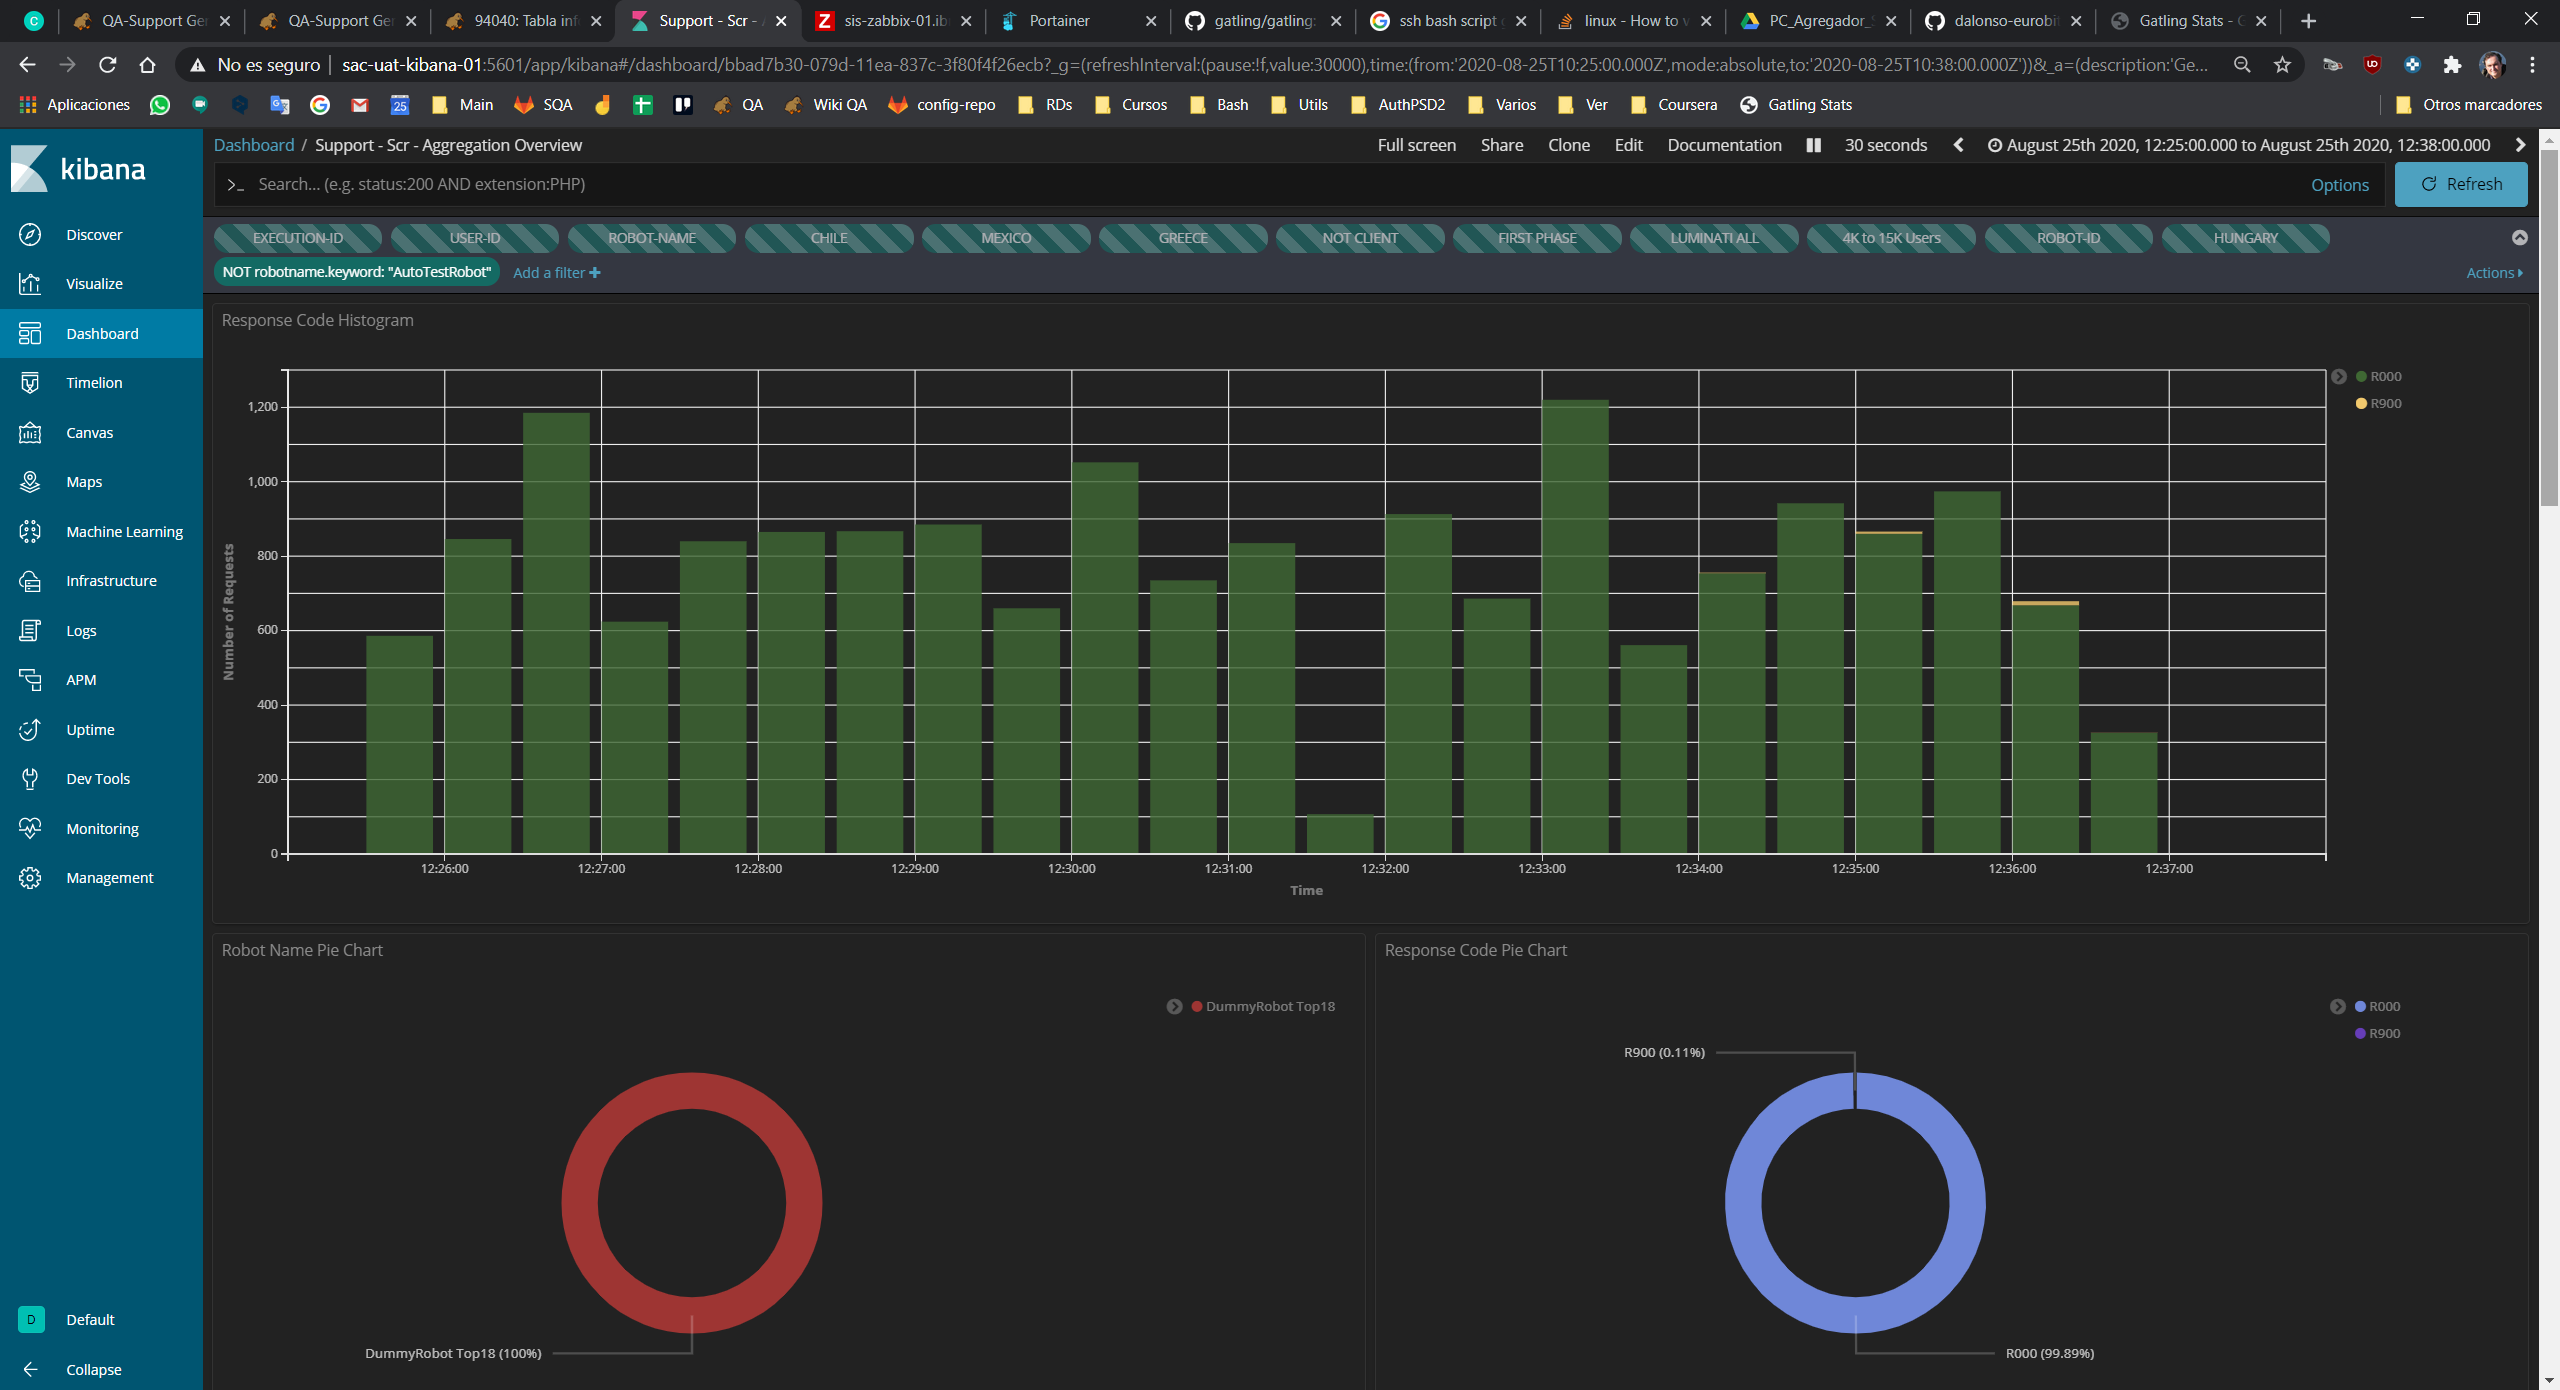 QA-Support Ge
QA-Support Ge
94040: Tabla inf
Support - Scr -
sis-zabbix-01.ib
Portainer
gatling/gatling:
ssh bash script
linux - How to
PC_Agregador_
dalonso-eurobi
Gatling Stats -
No es seguro | sac-uat-kibana-01:5601/app/kibana#/dashboard/bbad7b30-079d-11ea-837c-3f80f4f26ecb?_g=(refreshInterval:(pause:!f,value:30000),time:(from:'2020-08-25T10:25:00.000Z',mode:absolute,to:'2020-08-25T10:38:00.000Z'))&_a=(description:'Ge...
Aplicaciones 25 Main SQA QA Wiki QA config-repo RDs Cursos Bash Utils AuthPSD2 Varios Ver Coursera Gatling Stats Otros marcadores
kibana
Discover
Visualize
Dashboard
Timelion
Canvas
Maps
Machine Learning
Infrastructure
Logs
APM
Uptime
Dev Tools
Monitoring
Management
D Default
Collapse
Dashboard / Support - Scr - Aggregation Overview
Full screen Share Clone Edit Documentation 30 seconds August 25th 2020, 12:25:00.000 to August 25th 2020, 12:38:00.000
>_ Search... (e.g. status:200 AND extension:PHP) Options Refresh
EXECUTION-ID USER-ID ROBOT-NAME CHILE MEXICO GREECE NOT CLIENT FIRST PHASE LUMINATI ALL 4K to 15K Users ROBOT-ID HUNGARY
NOT robotname.keyword: "AutoTestRobot" Add a filter + Actions
Response Code Histogram
Number of Requests
1,200
1,000
800
600
400
200
0
12:26:00 12:27:00 12:28:00 12:29:00 12:30:00 12:31:00 12:32:00 12:33:00 12:34:00 12:35:00 12:36:00 12:37:00
Time
R000
R900
Robot Name Pie Chart
DummyRobot Top18
DummyRobot Top18 (100%)
Response Code Pie Chart
R000
R900
R900 (0.11%)
R000 (99.89%)